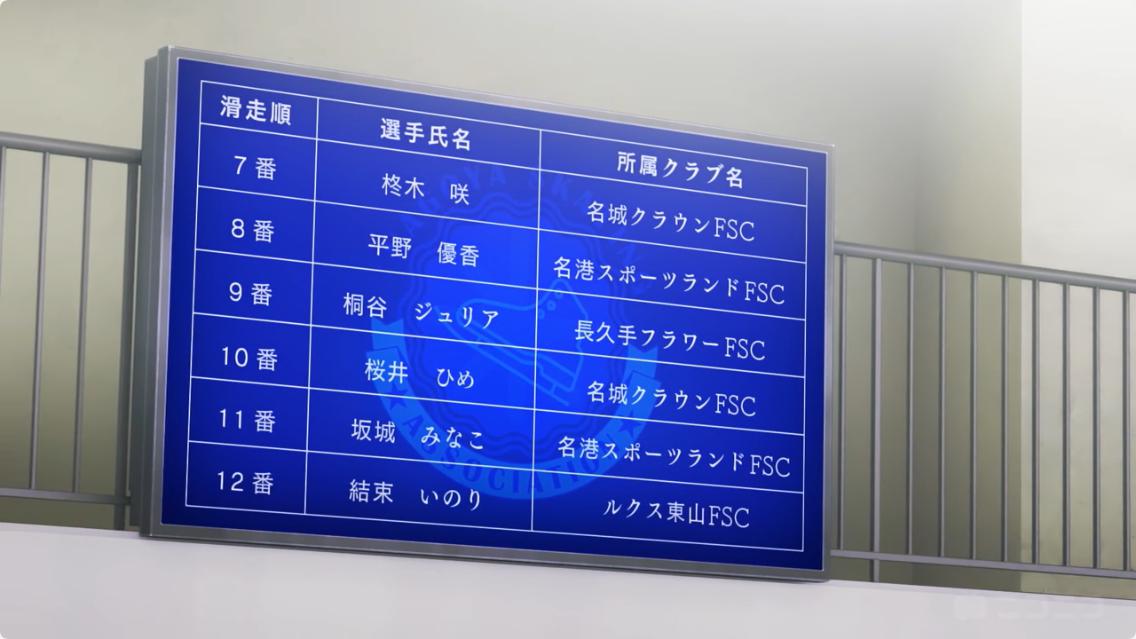 滑走順 選手氏名 所属クラブ名
7番 柊木 咲 名城クラウンFSC
8番 平野 優香 名港スポーツランドFSC
9番 桐谷 ジュリア 長久手フラワーFSC
10番 桜井 ひめ 名城クラウンFSC
11番 坂城 みなこ 名港スポーツランドFSC
12番 結束 いのり ルクス東山FSC